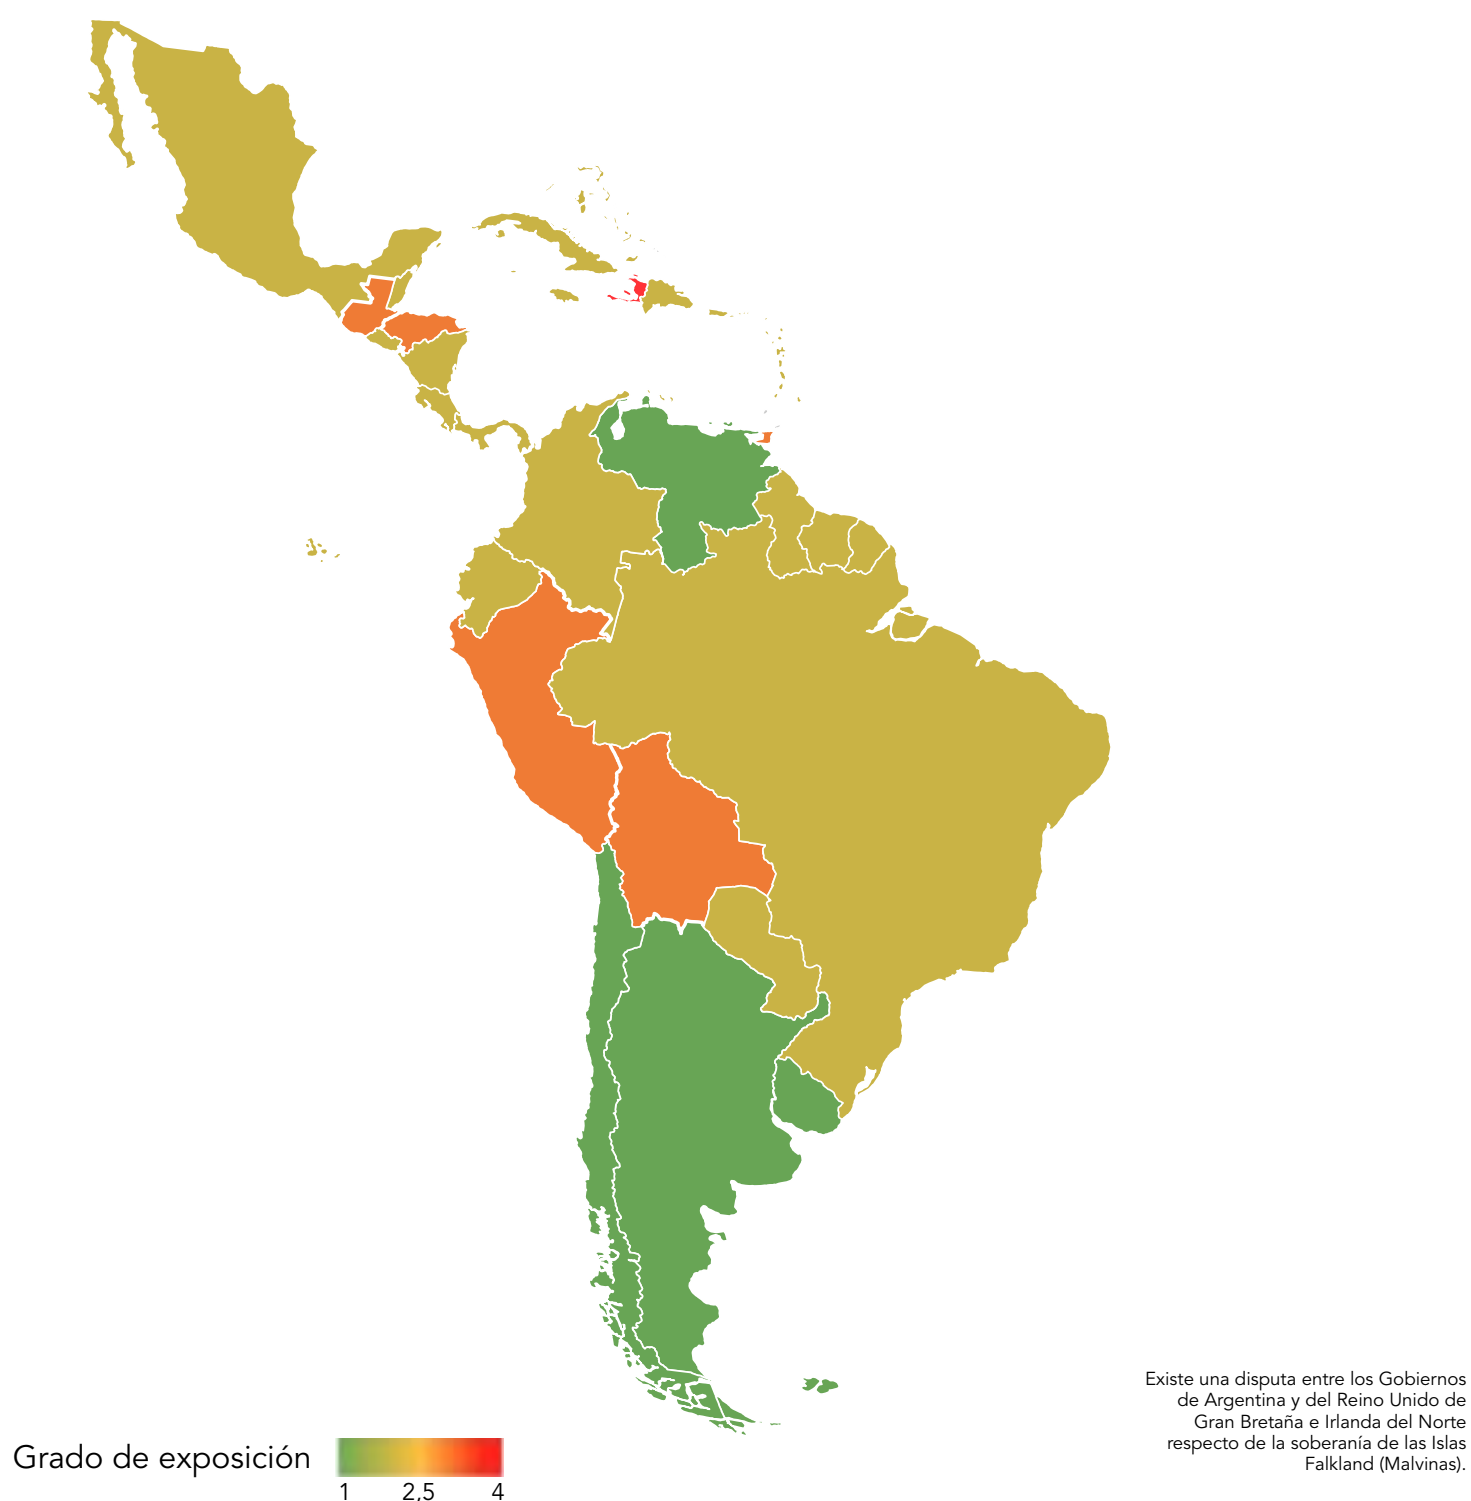 Existe una disputa entre los Gobiernos
de Argentina y del Reino Unido de
Gran Bretaña e Irlanda del Norte
respecto de la soberanía de las Islas
Falkland (Malvinas).
Grado de exposición
1 2,5 4